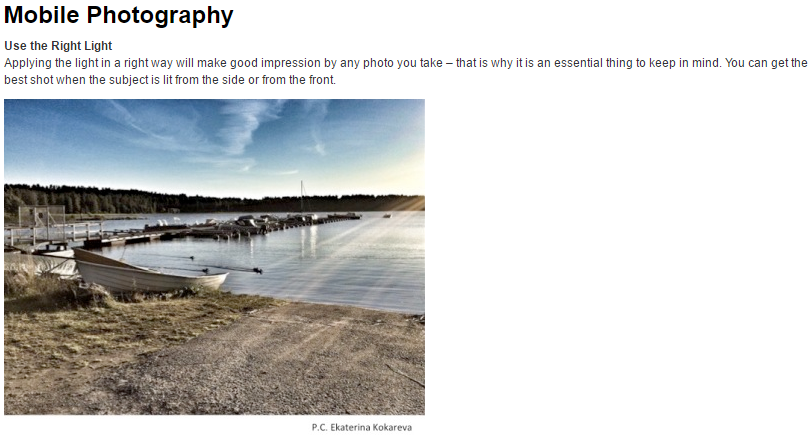 Mobile Photography
Use the Right Light
Applying the light in a right way will make good impression by any photo you take – that is why it is an essential thing to keep in mind. You can get the
best shot when the subject is lit from the side or from the front.
P.C. Ekaterina Kokareva